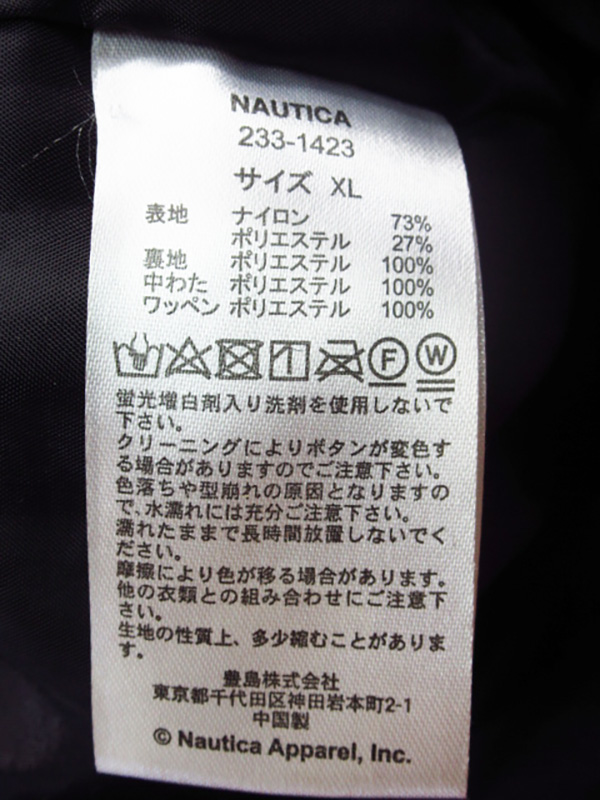 NAUTICA
233-1423
サイズ XL
表地 ナイロン 73%
ポリエステル 27%
裏地 ポリエステル 100%
中わた ポリエステル 100%
ワッペン ポリエステル 100%
F W
蛍光増白剤入り洗剤を使用しないで
下さい。
クリーニングによりボタンが変色す
る場合がありますのでご注意下さい。
色落ちや型崩れの原因となりますの
で、水濡れには充分ご注意下さい。
濡れたままで長時間放置しないでく
ださい。
摩擦により色が移る場合があります。
他の衣類との組み合わせにご注意下
さい。
生地の性質上、多少縮むことがありま
す。
豊島株式会社
東京都千代田区神田岩本町2-1
中国製
© Nautica Apparel, Inc.